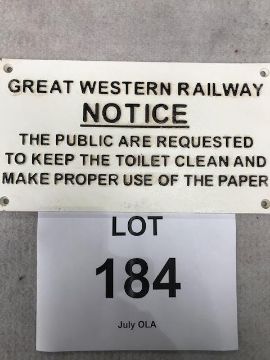 GREAT WESTERN RAILWAY
NOTICE
THE PUBLIC ARE REQUESTED
TO KEEP THE TOILET CLEAN AND
MAKE PROPER USE OF THE PAPER
LOT
184
July OLA